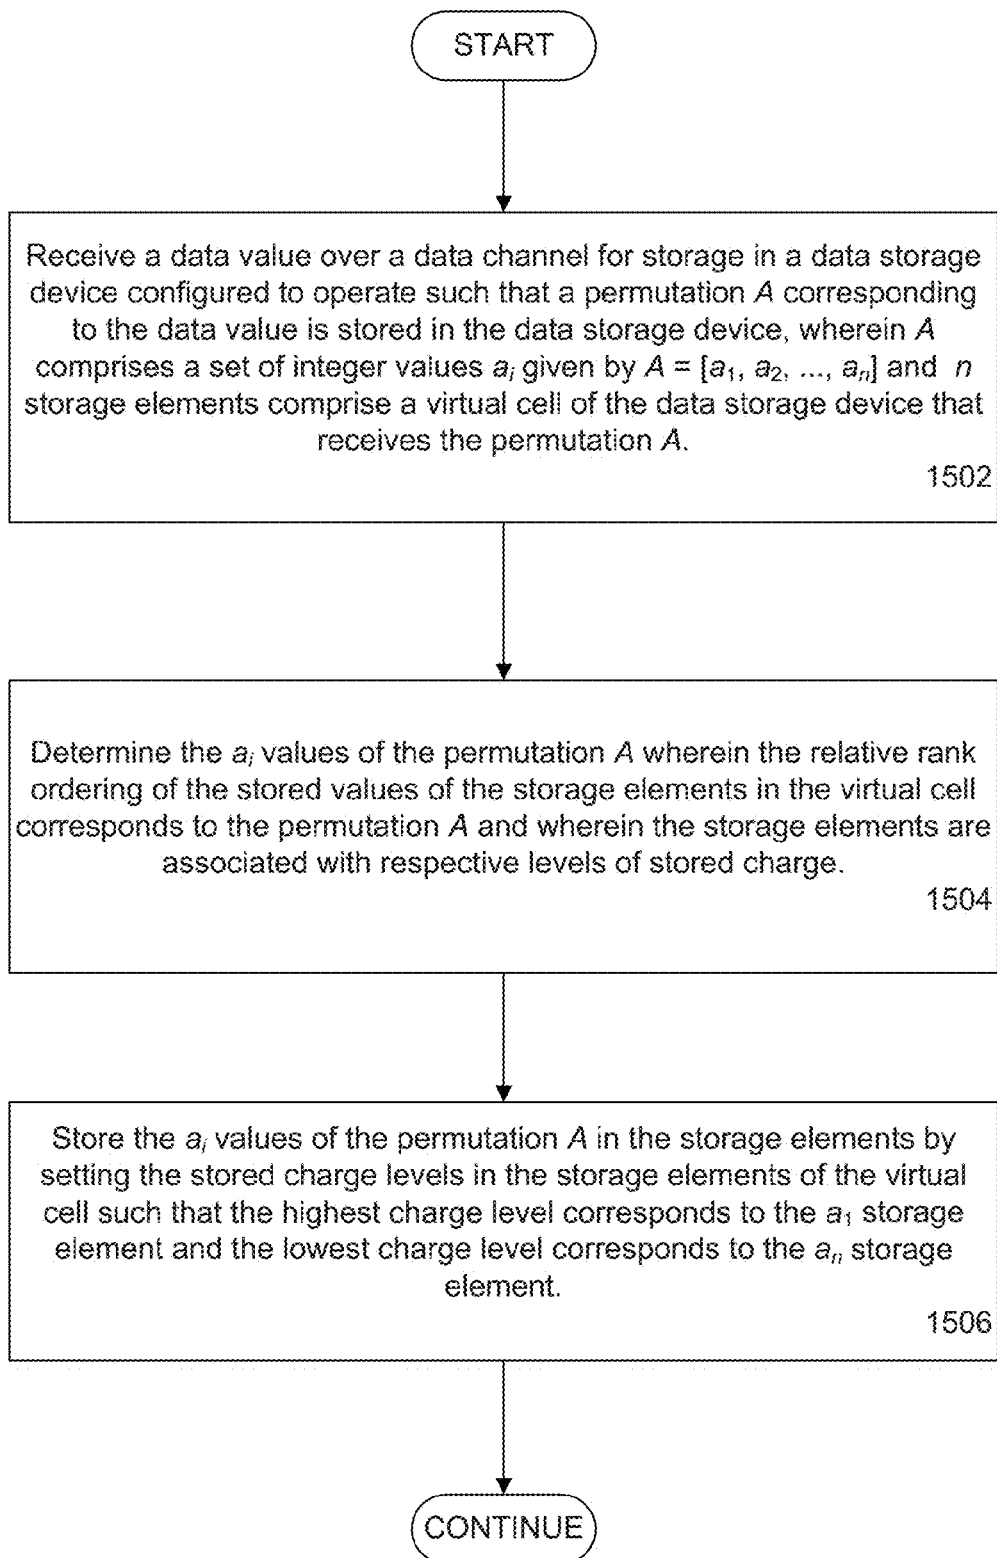 START
Receive a data value over a data channel for storage in a data storage
device configured to operate such that a permutation A corresponding
to the data value is stored in the data storage device, wherein A
comprises a set of integer values aᵢ given by A = [a₁, a₂, ..., aₙ] and n
storage elements comprise a virtual cell of the data storage device that
receives the permutation A.
1502
Determine the aᵢ values of the permutation A wherein the relative rank
ordering of the stored values of the storage elements in the virtual cell
corresponds to the permutation A and wherein the storage elements are
associated with respective levels of stored charge.
1504
Store the aᵢ values of the permutation A in the storage elements by
setting the stored charge levels in the storage elements of the virtual
cell such that the highest charge level corresponds to the a₁ storage
element and the lowest charge level corresponds to the aₙ storage
element.
1506
CONTINUE